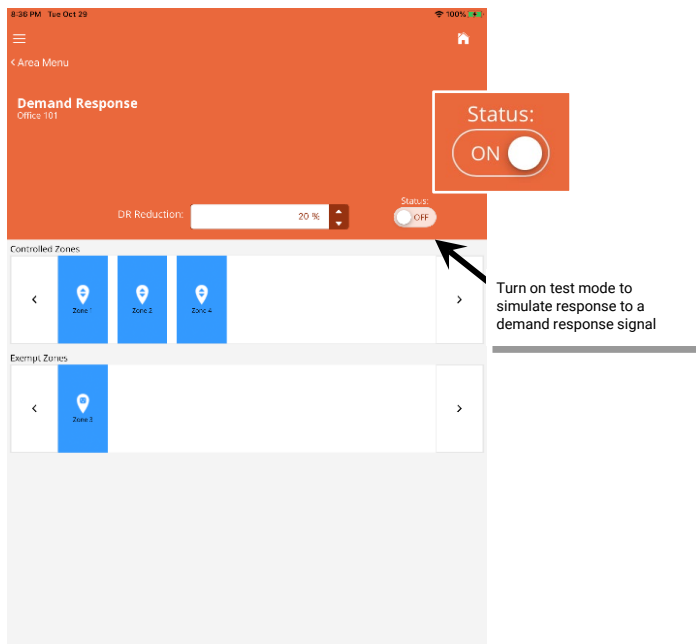 8:36 PM Tue Oct 29
100%
< Area Menu
Demand Response
Office 101
Status:
ON
DR Reduction:
20 %
Status:
OFF
Controlled Zones
Zone 1
Zone 2
Zone 4
Turn on test mode to
simulate response to a
demand response signal
Exempt Zones
Zone 3